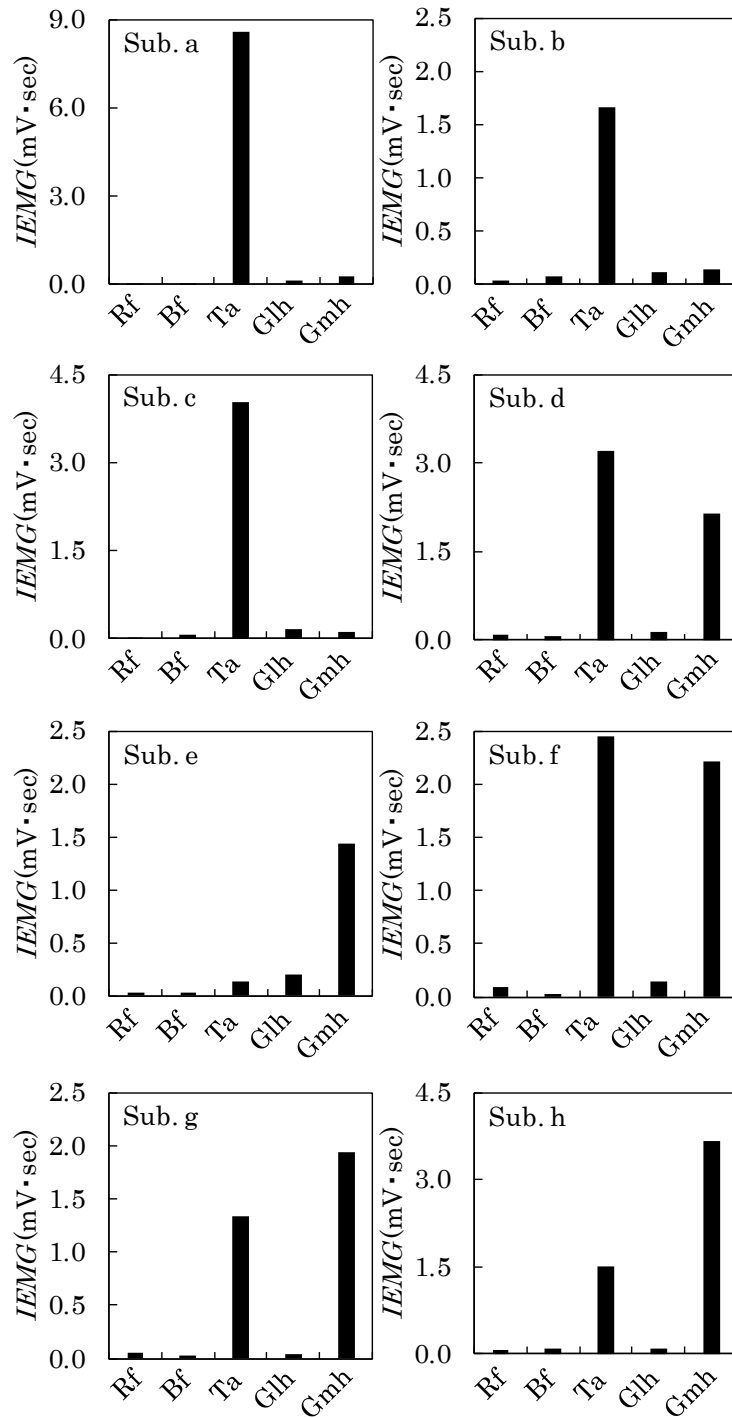 Sub. a
IEMG(mV·sec)
9.0
6.0
3.0
0.0
Rf Bf Ta Glh Gmh
Sub. b
IEMG(mV·sec)
2.5
2.0
1.5
1.0
0.5
0.0
Rf Bf Ta Glh Gmh
Sub. c
IEMG(mV·sec)
4.5
3.0
1.5
0.0
Rf Bf Ta Glh Gmh
Sub. d
IEMG(mV·sec)
4.5
3.0
1.5
0.0
Rf Bf Ta Glh Gmh
Sub. e
IEMG(mV·sec)
2.5
2.0
1.5
1.0
0.5
0.0
Rf Bf Ta Glh Gmh
Sub. f
IEMG(mV·sec)
2.5
2.0
1.5
1.0
0.5
0.0
Rf Bf Ta Glh Gmh
Sub. g
IEMG(mV·sec)
2.5
2.0
1.5
1.0
0.5
0.0
Rf Bf Ta Glh Gmh
Sub. h
IEMG(mV·sec)
4.5
3.0
1.5
0.0
Rf Bf Ta Glh Gmh